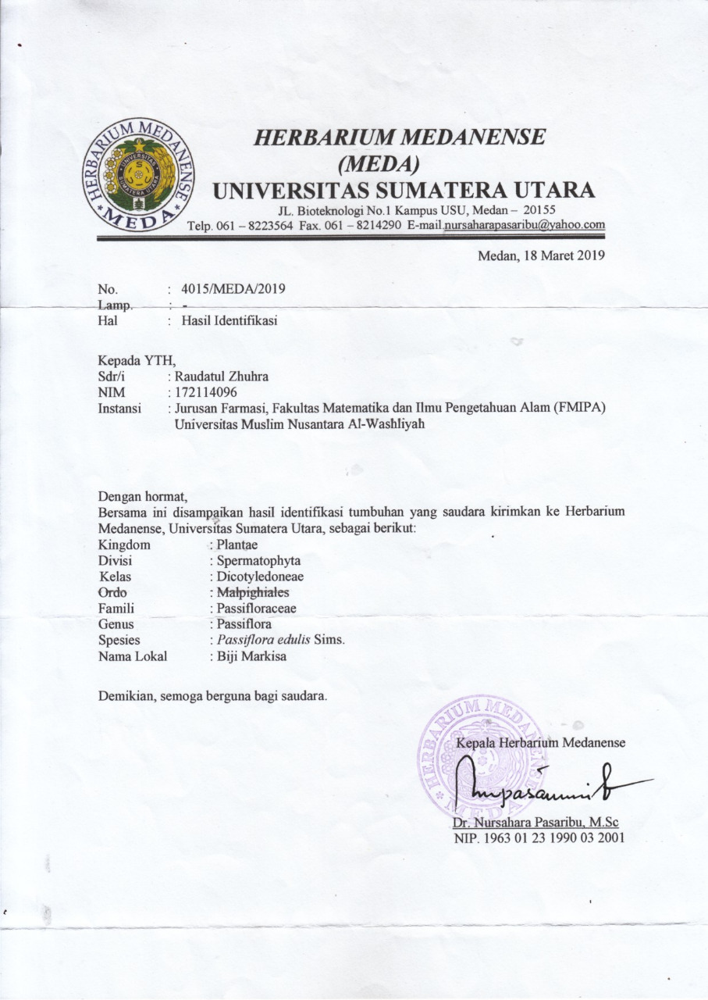 HERBARIUM MEDANENSE
* MEDA *
UNIVERSITAS
SUMATERA UTARA
HERBARIUM MEDANENSE
(MEDA)
UNIVERSITAS SUMATERA UTARA
JL. Bioteknologi No.1 Kampus USU, Medan – 20155
Telp. 061 – 8223564 Fax. 061 – 8214290 E-mail.nursaharapasaribu@yahoo.com
Medan, 18 Maret 2019
No. : 4015/MEDA/2019
Lamp. : -
Hal : Hasil Identifikasi
Kepada YTH,
Sdr/i : Raudatul Zhuhra
NIM : 172114096
Instansi : Jurusan Farmasi, Fakultas Matematika dan Ilmu Pengetahuan Alam (FMIPA)
Universitas Muslim Nusantara Al-Washliyah
Dengan hormat,
Bersama ini disampaikan hasil identifikasi tumbuhan yang saudara kirimkan ke Herbarium
Medanense, Universitas Sumatera Utara, sebagai berikut:
Kingdom : Plantae
Divisi : Spermatophyta
Kelas : Dicotyledoneae
Ordo : Malpighiales
Famili : Passifloraceae
Genus : Passiflora
Spesies : Passiflora edulis Sims.
Nama Lokal : Biji Markisa
Demikian, semoga berguna bagi saudara.
HERBARIUM MEDANENSE
* MEDA *
Kepala Herbarium Medanense
Dr. Nursahara Pasaribu, M.Sc
NIP. 1963 01 23 1990 03 2001